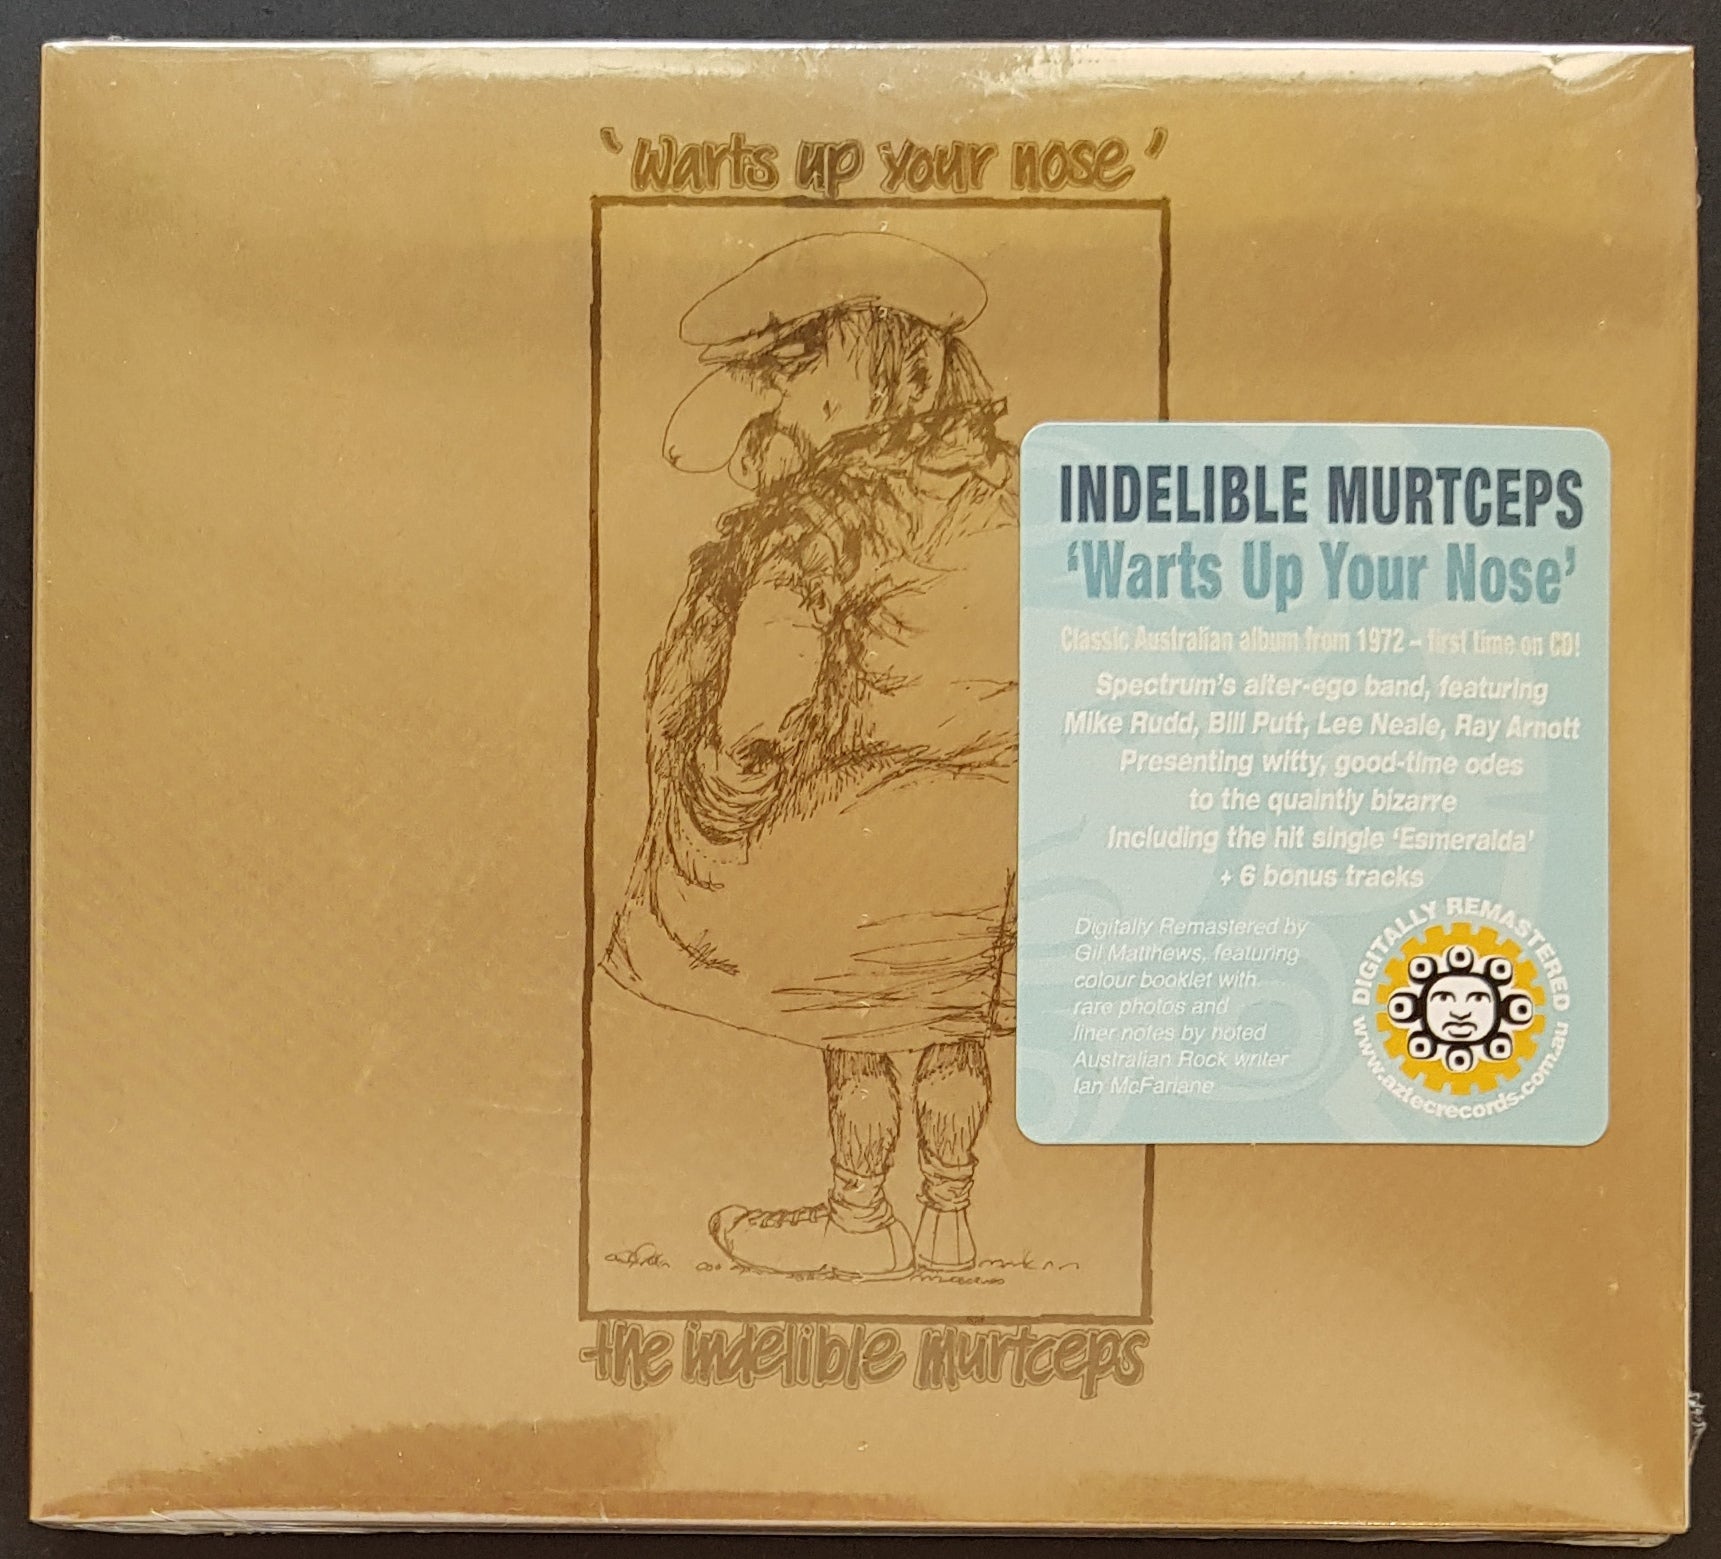 'warts up your nose'
INDELIBLE MURTCEPS
'Warts Up Your Nose'
Classic Australian album from 1972 – first time on CD!
Spectrum's alter-ego band, featuring
Mike Rudd, Bill Putt, Lee Neale, Ray Arnott
Presenting witty, good-time odes
to the quaintly bizarre
Including the hit single 'Esmeralda'
+ 6 bonus tracks
Digitally Remastered by
Gil Matthews, featuring
colour booklet with
rare photos and
liner notes by noted
Australian Rock writer
Ian McFarlane
DIGITALLY REMASTERED
www.aztecrecords.com.au
the indelible murtceps